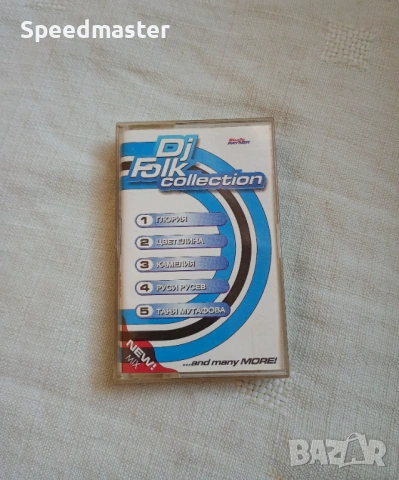 Speedmaster
Dj
Folk
collection
1 ГЛОРИЯ
2 ЦВЕТЕЛИНА
3 КАМЕЛИЯ
4 РУСИ РУСЕВ
5 ТАНЯ МУТАФОВА
NEW!
MIX
...and many MORE!
BAZAR